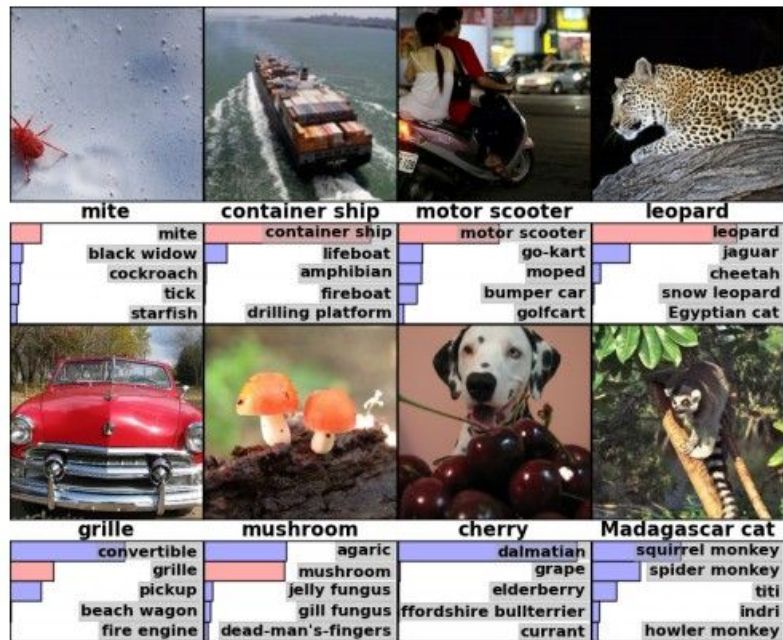 mite
container ship
motor scooter
leopard
mite
black widow
cockroach
tick
starfish
container ship
lifeboat
amphibian
fireboat
drilling platform
motor scooter
go-kart
moped
bumper car
golfcart
leopard
jaguar
cheetah
snow leopard
Egyptian cat
grille
mushroom
cherry
Madagascar cat
convertible
grille
pickup
beach wagon
fire engine
agaric
mushroom
jelly fungus
gill fungus
dead-man's-fingers
dalmatian
grape
elderberry
ffordshire bullterrier
currant
squirrel monkey
spider monkey
titi
indri
howler monkey